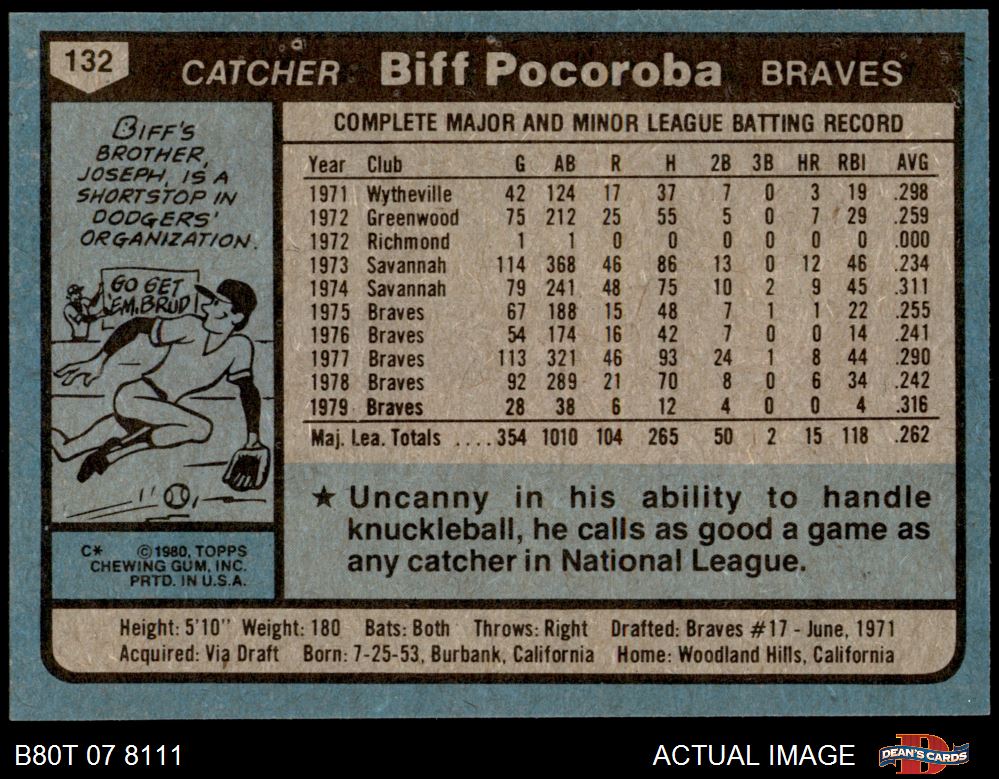 132
CATCHER Biff Pocoroba BRAVES
BIFF'S
BROTHER,
JOSEPH, IS A
SHORTSTOP IN
DODGERS'
ORGANIZATION.
GO GET
'EM, BRUD!
C* ©1980, TOPPS
CHEWING GUM, INC.
PRTD. IN U.S.A.
COMPLETE MAJOR AND MINOR LEAGUE BATTING RECORD
Year Club G AB R H 2B 3B HR RBI AVG
1971 Wytheville 42 124 17 37 7 0 3 19 .298
1972 Greenwood 75 212 25 55 5 0 7 29 .259
1972 Richmond 1 1 0 0 0 0 0 0 .000
1973 Savannah 114 368 46 86 13 0 12 46 .234
1974 Savannah 79 241 48 75 10 2 9 45 .311
1975 Braves 67 188 15 48 7 1 1 22 .255
1976 Braves 54 174 16 42 7 0 0 14 .241
1977 Braves 113 321 46 93 24 1 8 44 .290
1978 Braves 92 289 21 70 8 0 6 34 .242
1979 Braves 28 38 6 12 4 0 0 4 .316
Maj. Lea. Totals ....354 1010 104 265 50 2 15 118 .262
★ Uncanny in his ability to handle
knuckleball, he calls as good a game as
any catcher in National League.
Height: 5'10" Weight: 180 Bats: Both Throws: Right Drafted: Braves #17 - June, 1971
Acquired: Via Draft Born: 7-25-53, Burbank, California Home: Woodland Hills, California
B80T 07 8111 ACTUAL IMAGE D DEAN'S CARDS